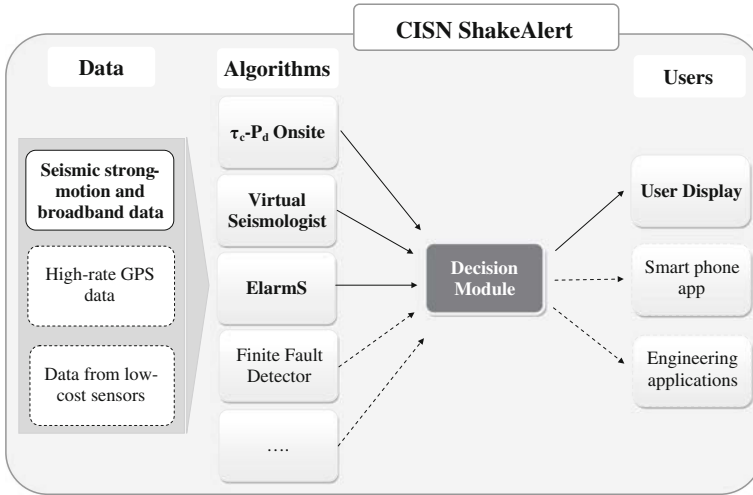 CISN ShakeAlert
Data
Algorithms
Users
Seismic strong-
motion and
broadband data
High-rate GPS
data
Data from low-
cost sensors
τc-Pd Onsite
Virtual
Seismologist
ElarmS
Finite Fault
Detector
....
Decision
Module
User Display
Smart phone
app
Engineering
applications